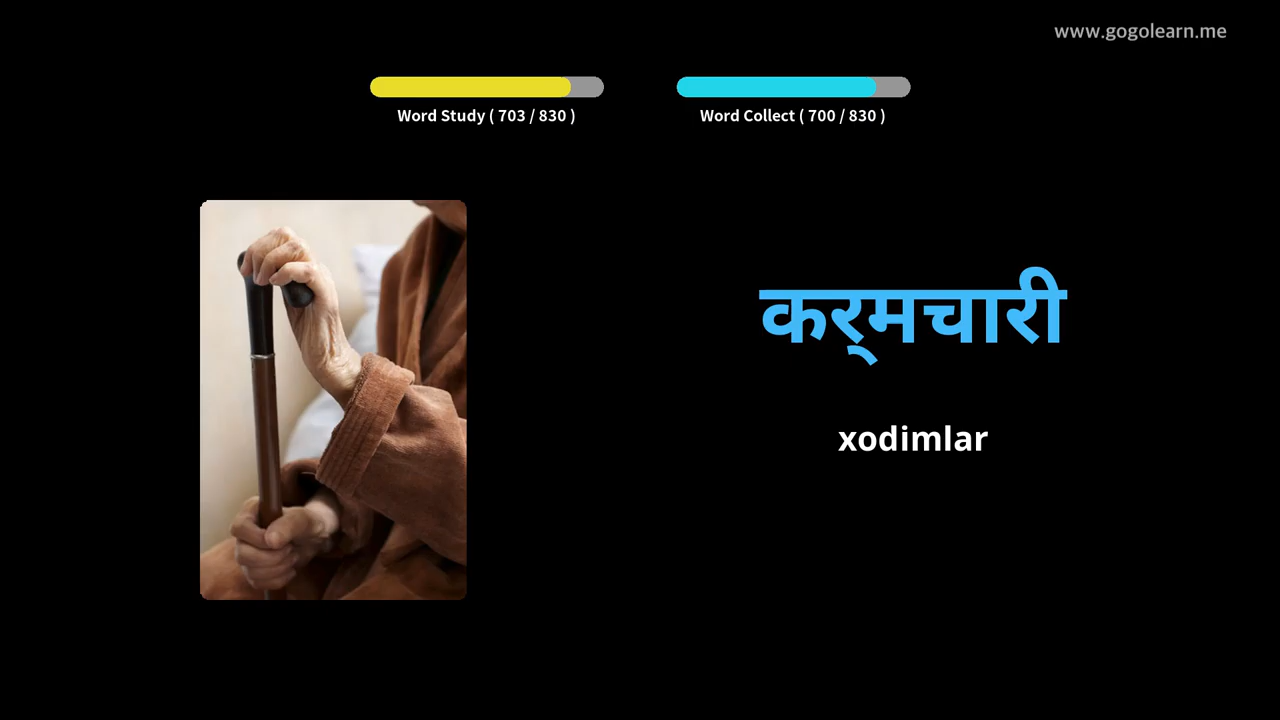 www.gogolearn.me
Word Study ( 703 / 830 )
Word Collect ( 700 / 830 )
कर्‌मचारी
xodimlar